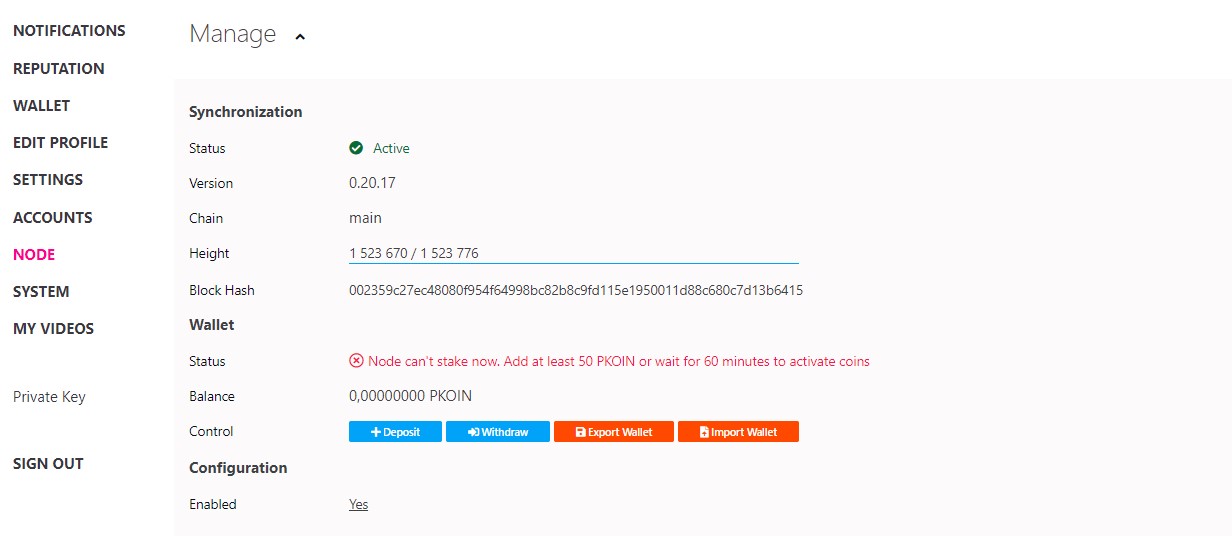 NOTIFICATIONS
REPUTATION
WALLET
EDIT PROFILE
SETTINGS
ACCOUNTS
NODE
SYSTEM
MY VIDEOS
Private Key
SIGN OUT
Manage
Synchronization
Status Active
Version 0.20.17
Chain main
Height 1 523 670 / 1 523 776
Block Hash 002359c27ec48080f954f64998bc82b8c9fd115e1950011d88c680c7d13b6415
Wallet
Status Node can't stake now. Add at least 50 PKOIN or wait for 60 minutes to activate coins
Balance 0,00000000 PKOIN
Control Deposit Withdraw Export Wallet Import Wallet
Configuration
Enabled Yes